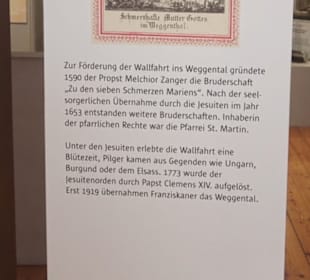 Schmertzhaffte Mutter Gottes
im Weggenthal.
Zur Förderung der Wallfahrt ins Weggental gründete
1590 der Propst Melchior Zanger die Bruderschaft
„Zu den sieben Schmerzen Mariens“. Nach der seel-
sorgerlichen Übernahme durch die Jesuiten im Jahr
1653 entstanden weitere Bruderschaften. Inhaberin
der pfarrlichen Rechte war die Pfarrei St. Martin.
Unter den Jesuiten erlebte die Wallfahrt eine
Blütezeit, Pilger kamen aus Gegenden wie Ungarn,
Burgund oder dem Elsass. 1773 wurde der
Jesuitenorden durch Papst Clemens XIV. aufgelöst.
Erst 1919 übernahmen Franziskaner das Weggental.